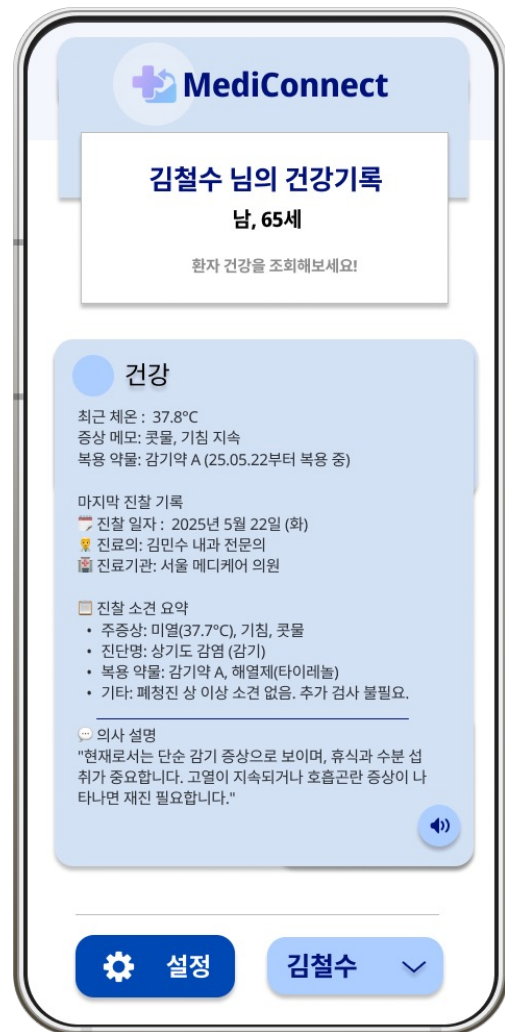 MediConnect
김철수 님의 건강기록
남, 65세
환자 건강을 조회해보세요!
건강
최근 체온 : 37.8°C
증상 메모: 콧물, 기침 지속
복용 약물: 감기약 A (25.05.22부터 복용 중)
마지막 진찰 기록
진찰 일자 : 2025년 5월 22일 (화)
진료의: 김민수 내과 전문의
진료기관: 서울 메디케어 의원
진찰 소견 요약
• 주증상: 미열(37.7°C), 기침, 콧물
• 진단명: 상기도 감염 (감기)
• 복용 약물: 감기약 A, 해열제(타이레놀)
• 기타: 폐청진 상 이상 소견 없음. 추가 검사 불필요.
의사 설명
"현재로서는 단순 감기 증상으로 보이며, 휴식과 수분 섭
취가 중요합니다. 고열이 지속되거나 호흡곤란 증상이 나
타나면 재진 필요합니다."
설정
김철수